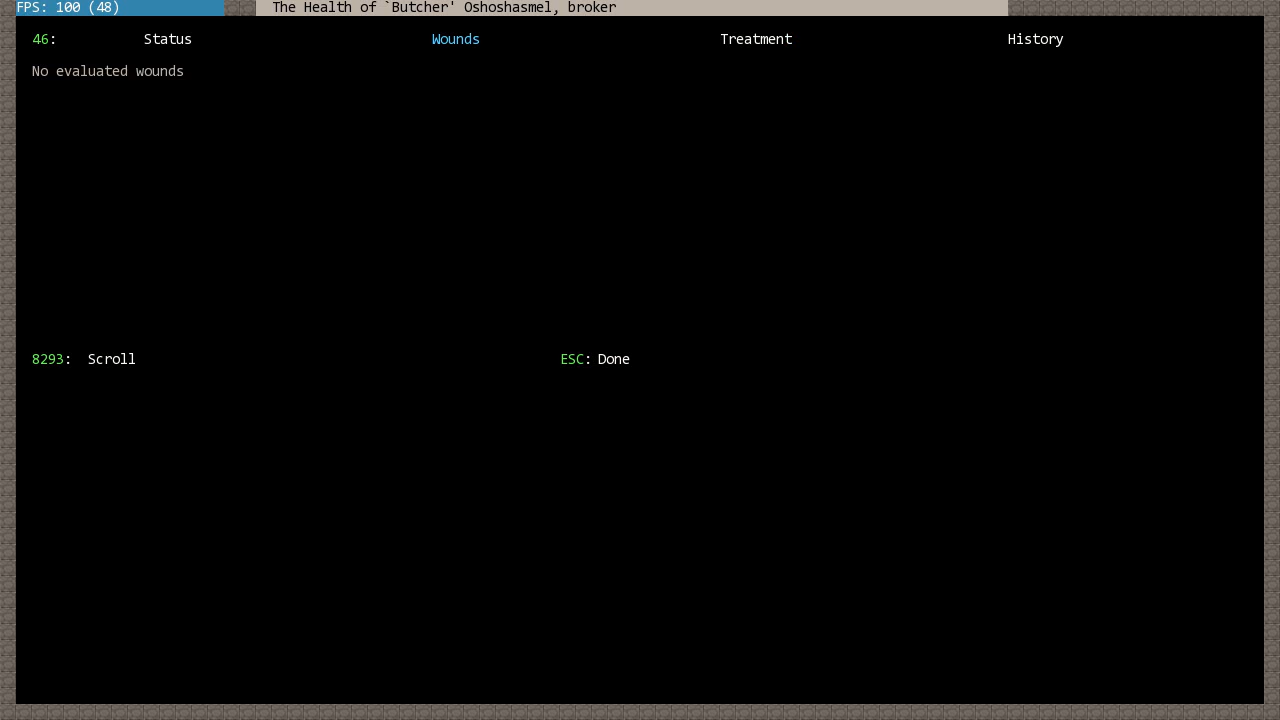 FPS: 100 (48) The Health of `Butcher' Oshoshasmel, broker
46: Status Wounds Treatment History
No evaluated wounds
8293: Scroll ESC: Done